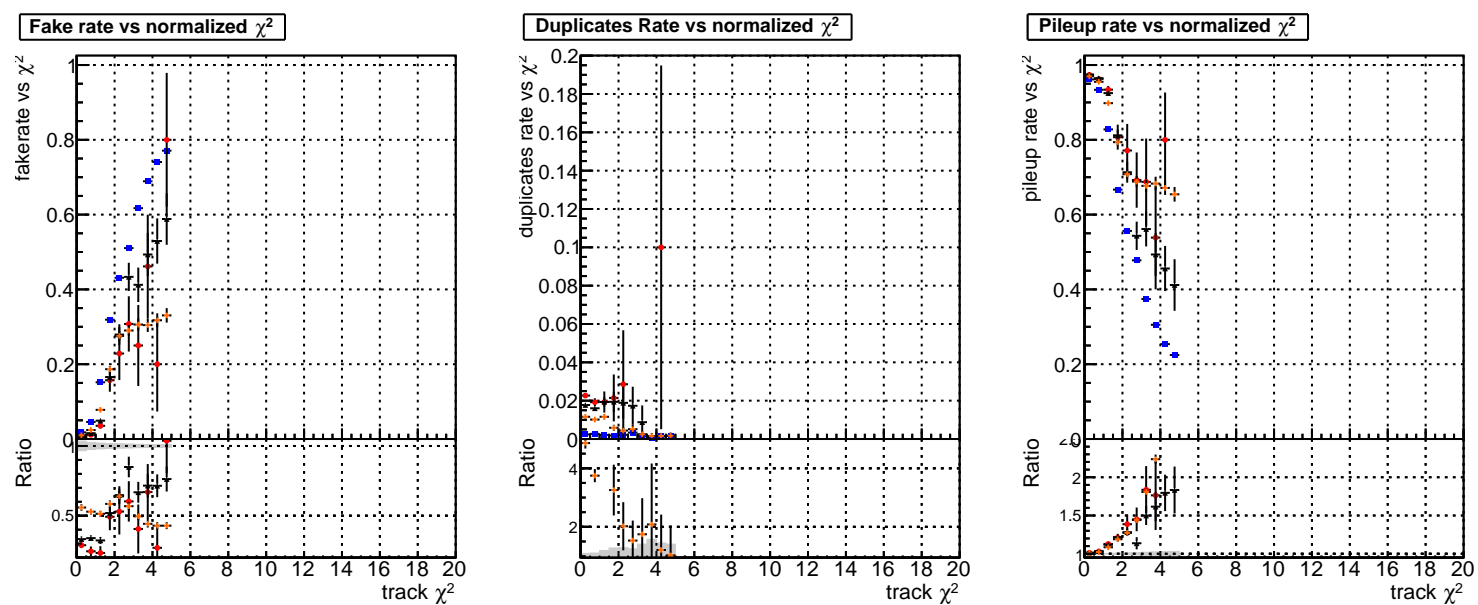 Fake rate vs normalized χ²
fakerate vs χ²
1
0.8
0.6
0.4
0.2
0
Ratio
1
0.5
0 2 4 6 8 10 12 14 16 18 20
track χ²
Duplicates Rate vs normalized χ²
duplicates rate vs χ²
0.2
0.18
0.16
0.14
0.12
0.1
0.08
0.06
0.04
0.02
0
Ratio
4
2
0 2 4 6 8 10 12 14 16 18 20
track χ²
Pileup rate vs normalized χ²
pileup rate vs χ²
1
0.8
0.6
0.4
0.2
0
Ratio
2
1.5
1
0 2 4 6 8 10 12 14 16 18 20
track χ²